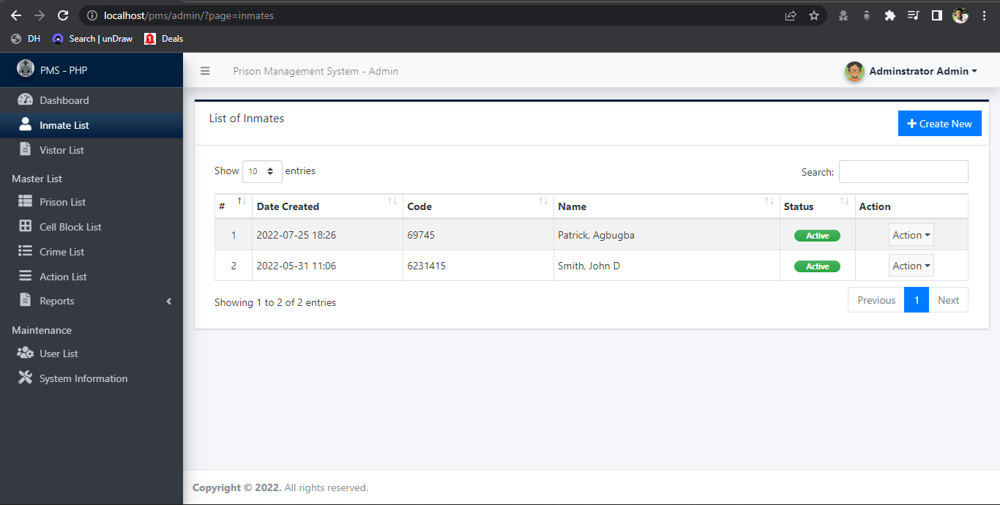 localhost/pms/admin/?page=inmates
DH Search | unDraw 1 Deals
PMS - PHP
Prison Management System - Admin
Adminstrator Admin
Dashboard
Inmate List
Vistor List
Master List
Prison List
Cell Block List
Crime List
Action List
Reports
Maintenance
User List
System Information
List of Inmates
Create New
Show 10 entries
Search:
# Date Created Code Name Status Action
1 2022-07-25 18:26 69745 Patrick, Agbugba Active Action
2 2022-05-31 11:06 6231415 Smith, John D Active Action
Showing 1 to 2 of 2 entries
Previous 1 Next
Copyright © 2022. All rights reserved.